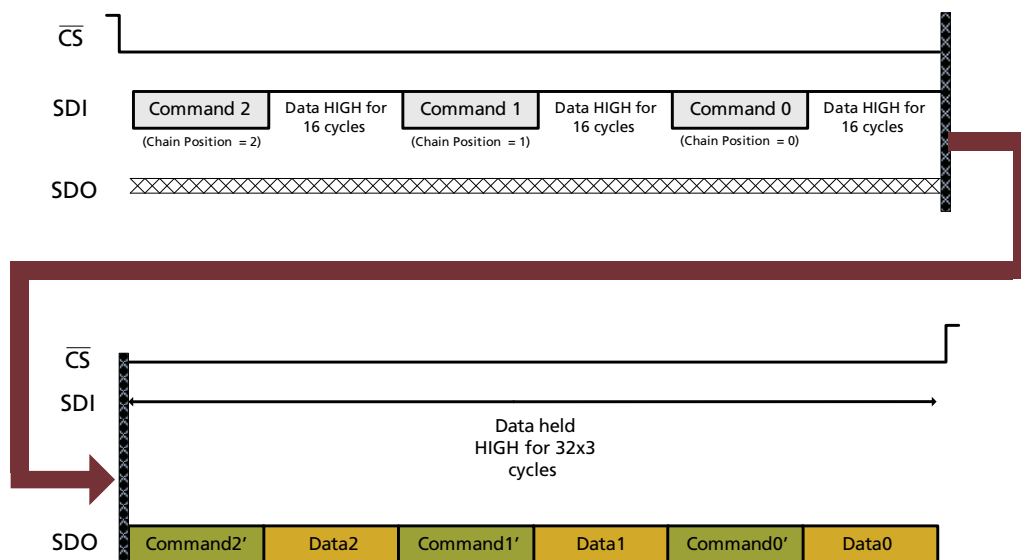 CS
SDI
Command 2
Data HIGH for
16 cycles
Command 1
Data HIGH for
16 cycles
Command 0
Data HIGH for
16 cycles
(Chain Position = 2)
(Chain Position = 1)
(Chain Position = 0)
SDO
CS
SDI
Data held
HIGH for 32x3
cycles
SDO
Command2’
Data2
Command1’
Data1
Command0’
Data0